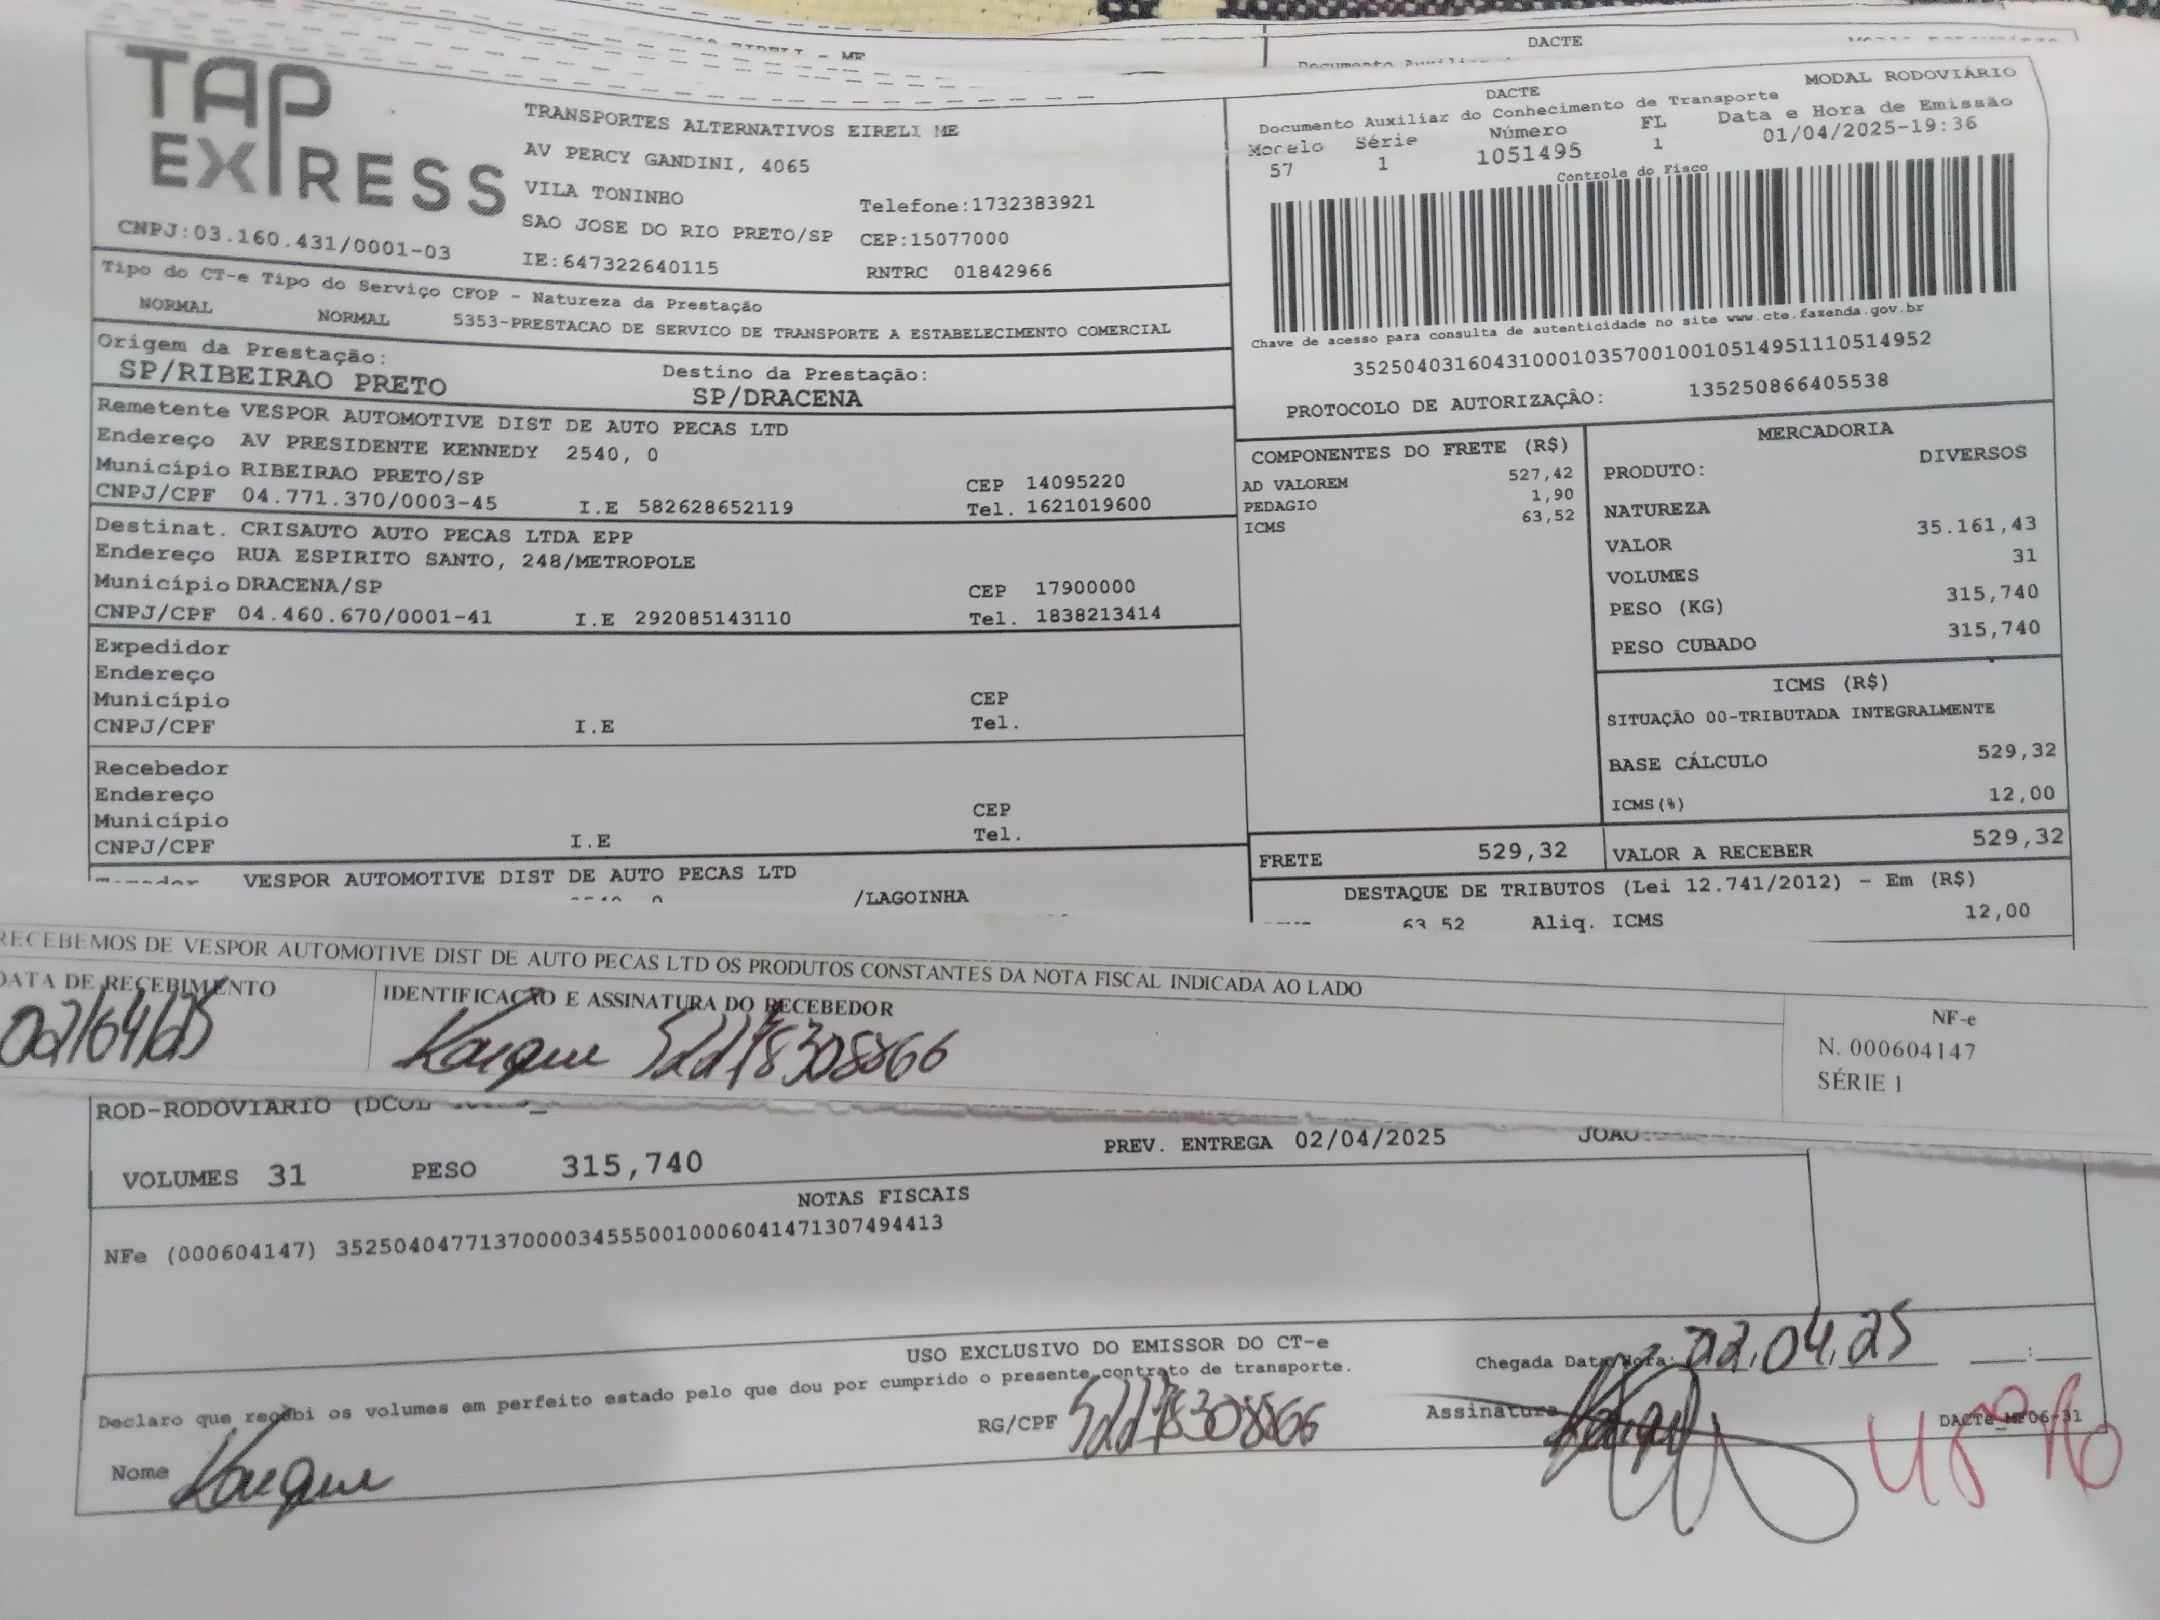 DACTE
TAP
EXPRESS
CNPJ:03.160.431/0001-03
TRANSPORTES ALTERNATIVOS EIRELI ME
AV PERCY GANDINI, 4065
VILA TONINHO
Telefone:1732383921
SAO JOSE DO RIO PRETO/SP CEP:15077000
IE:647322640115 RNTRC 01842966
DACTE MODAL RODOVIÁRIO
Documento Auxiliar do Conhecimento de Transporte
Modelo Série Número FL Data e Hora de Emissão
57 1 1051495 1 01/04/2025-19:36
Controle do Fisco
Chave de acesso para consulta de autenticidade no site www.cte.fazenda.gov.br
35250403160431000103570010010514951110514952
PROTOCOLO DE AUTORIZAÇÂO: 135250866405538
Tipo do CT-e Tipo do Serviço CFOP - Natureza da Prestação
NORMAL NORMAL 5353-PRESTACAO DE SERVICO DE TRANSPORTE A ESTABELECIMENTO COMERCIAL
Origem da Prestação: Destino da Prestação:
SP/RIBEIRAO PRETO SP/DRACENA
Remetente VESPOR AUTOMOTIVE DIST DE AUTO PECAS LTD
Endereço AV PRESIDENTE KENNEDY 2540, 0
Município RIBEIRAO PRETO/SP CEP 14095220
CNPJ/CPF 04.771.370/0003-45 I.E 582628652119 Tel. 1621019600
Destinat. CRISAUTO AUTO PECAS LTDA EPP
Endereço RUA ESPIRITO SANTO, 248/METROPOLE
Município DRACENA/SP CEP 17900000
CNPJ/CPF 04.460.670/0001-41 I.E 292085143110 Tel. 1838213414
Expedidor
Endereço
Município CEP
CNPJ/CPF I.E Tel.
Recebedor
Endereço
Município CEP
CNPJ/CPF I.E Tel.
VESPOR AUTOMOTIVE DIST DE AUTO PECAS LTD
/LAGOINHA
COMPONENTES DO FRETE (R$)
AD VALOREM 527,42
PEDAGIO 1,90
ICMS 63,52
MERCADORIA
PRODUTO: DIVERSOS
NATUREZA
VALOR 35.161,43
VOLUMES 31
PESO (KG) 315,740
PESO CUBADO 315,740
ICMS (R$)
SITUAÇÃO 00-TRIBUTADA INTEGRALMENTE
BASE CÁLCULO 529,32
ICMS(%) 12,00
FRETE 529,32 VALOR A RECEBER 529,32
DESTAQUE DE TRIBUTOS (Lei 12.741/2012) - Em (R$)
63,52 Aliq. ICMS 12,00
RECEBEMOS DE VESPOR AUTOMOTIVE DIST DE AUTO PECAS LTD OS PRODUTOS CONSTANTES DA NOTA FISCAL INDICADA AO LADO
DATA DE RECEBIMENTO IDENTIFICAÇÃO E ASSINATURA DO RECEBEDOR
02/04/25 Kaique
NF-e
N. 000604147
SÉRIE 1
ROD-RODOVIARIO
VOLUMES 31 PESO 315,740 PREV. ENTREGA 02/04/2025
NOTAS FISCAIS
NFe (000604147) 35250404771370000345550010006041471307494413
USO EXCLUSIVO DO EMISSOR DO CT-e
Declaro que recebi os volumes em perfeito estado pelo que dou por cumprido o presente contrato de transporte.
Chegada Data/Hora: 02.04.25
Nome Kaique RG/CPF Assinatura
DACTe_MF06-31